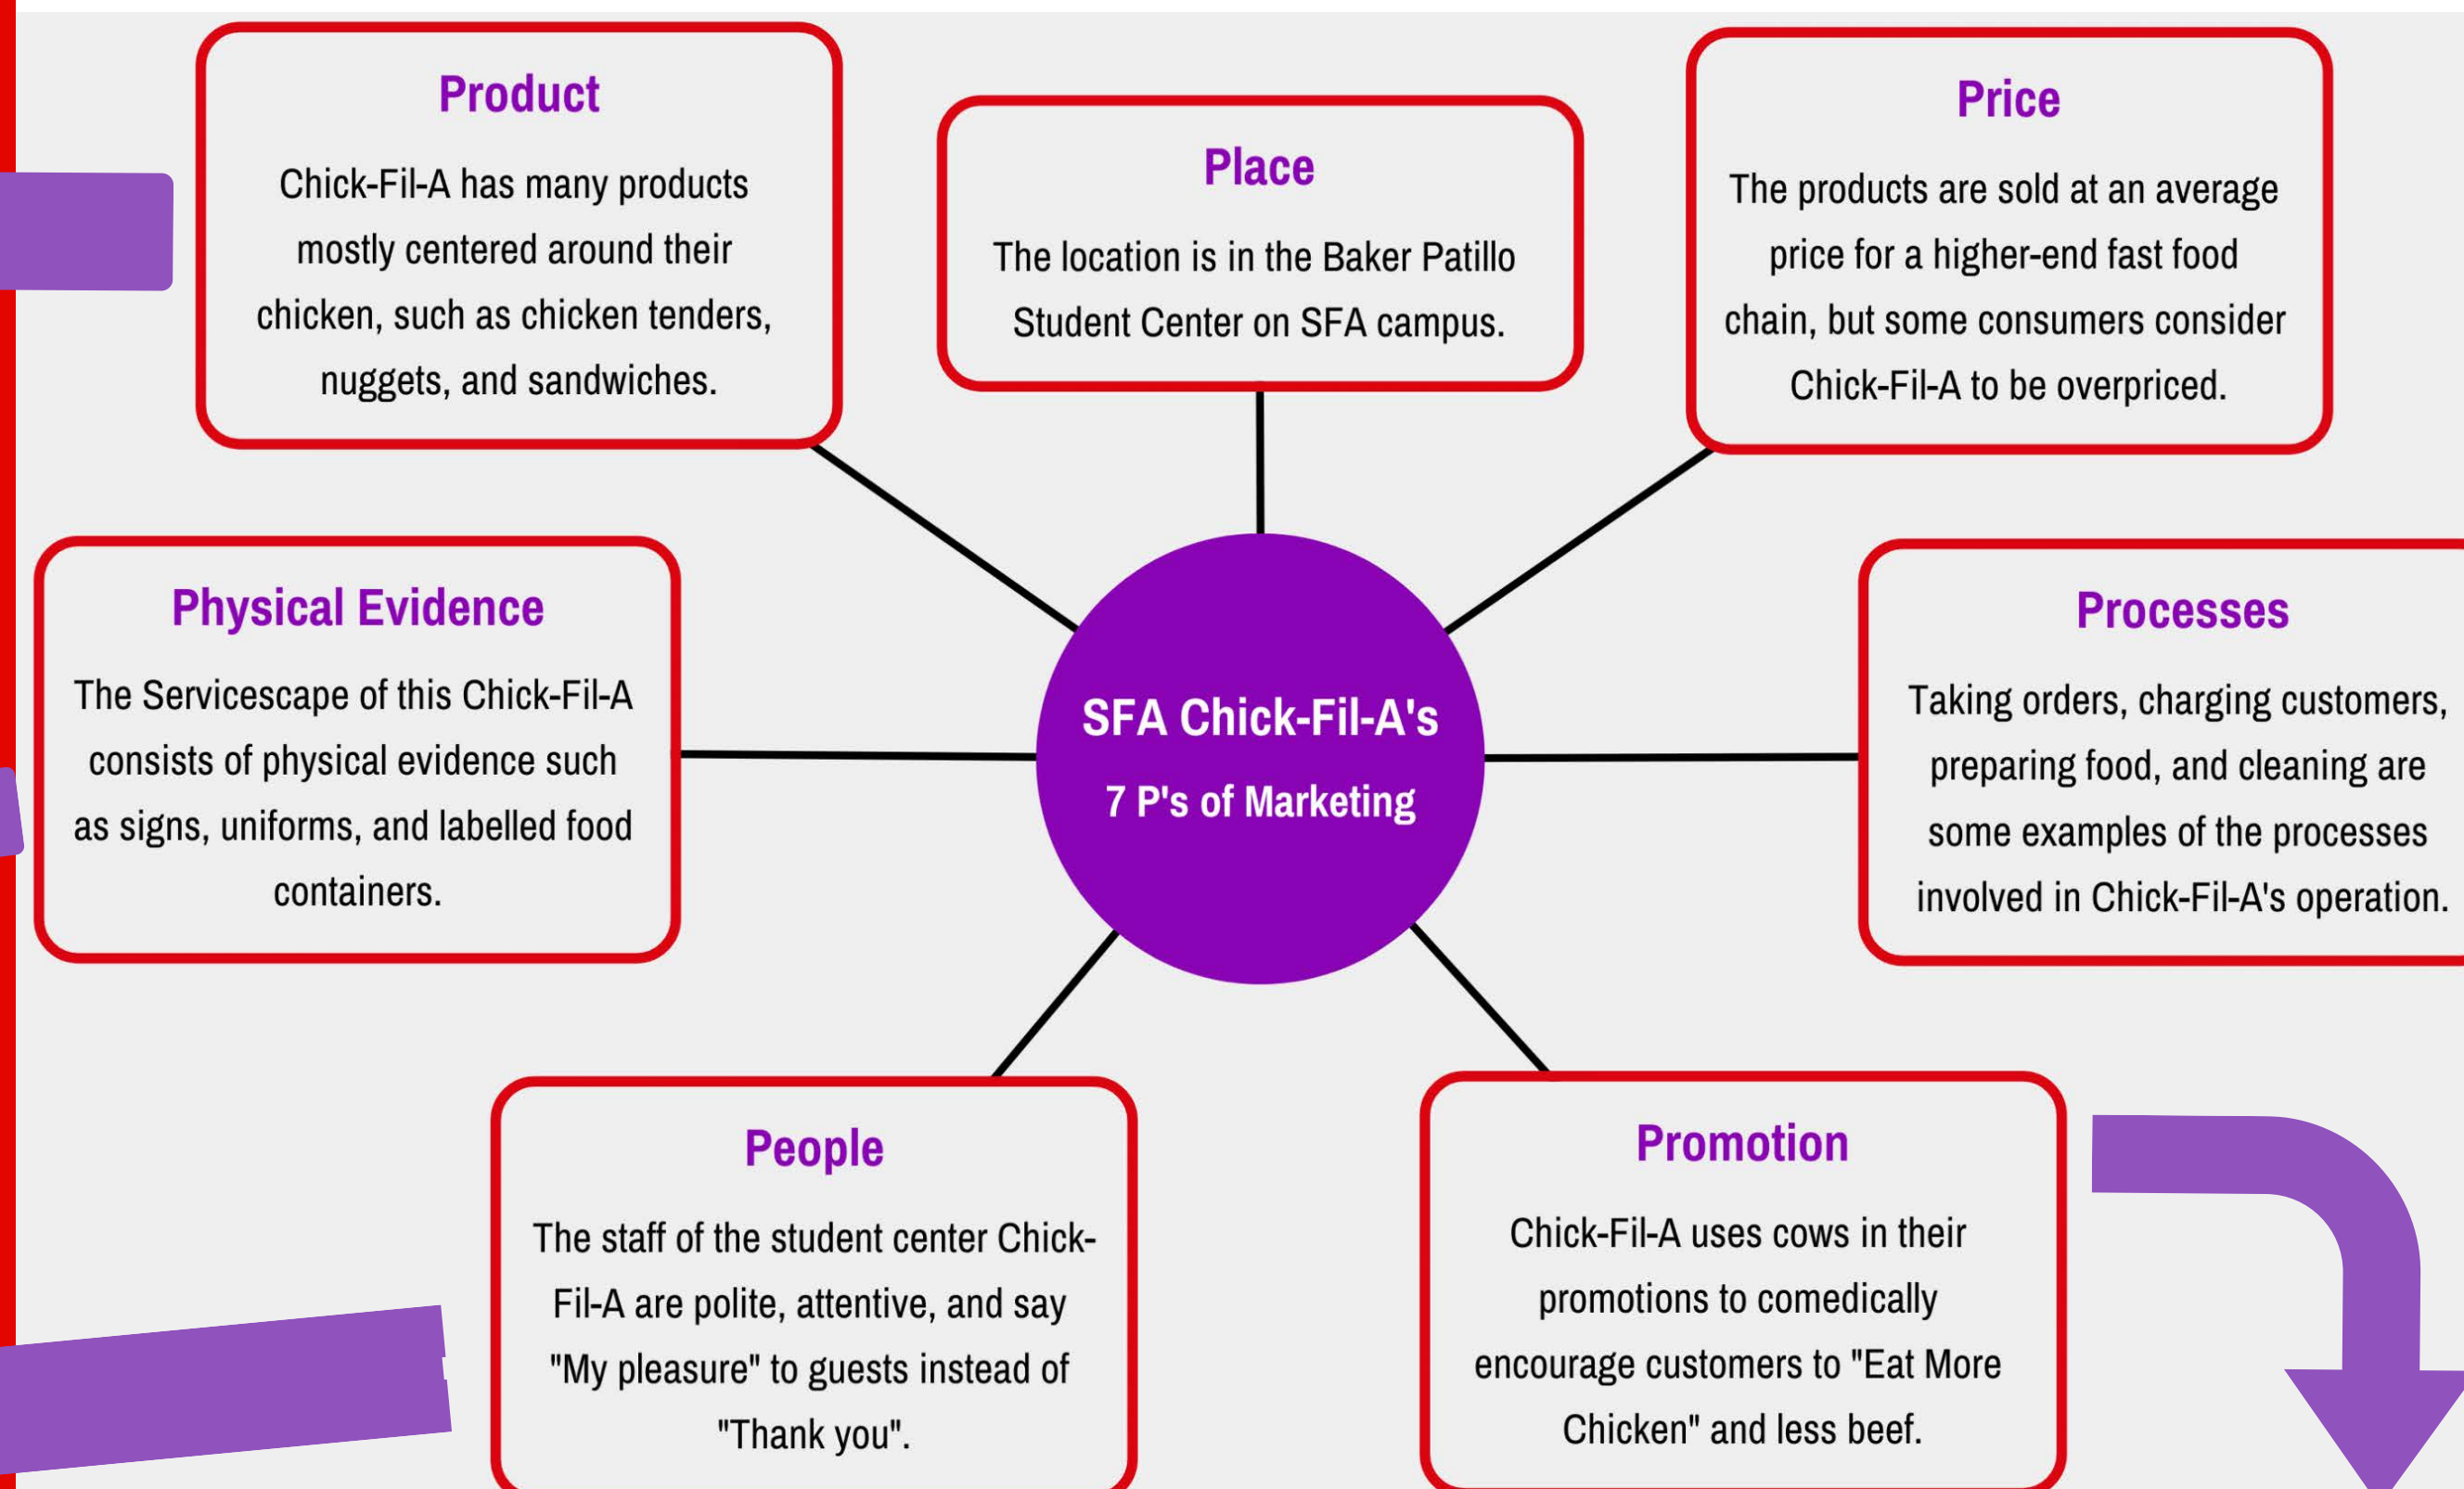 Product
Chick-Fil-A has many products
mostly centered around their
chicken, such as chicken tenders,
nuggets, and sandwiches.
Place
The location is in the Baker Patillo
Student Center on SFA campus.
Price
The products are sold at an average
price for a higher-end fast food
chain, but some consumers consider
Chick-Fil-A to be overpriced.
Physical Evidence
The Servicescape of this Chick-Fil-A
consists of physical evidence such
as signs, uniforms, and labelled food
containers.
SFA Chick-Fil-A's
7 P's of Marketing
Processes
Taking orders, charging customers,
preparing food, and cleaning are
some examples of the processes
involved in Chick-Fil-A's operation.
People
The staff of the student center Chick-
Fil-A are polite, attentive, and say
"My pleasure" to guests instead of
"Thank you".
Promotion
Chick-Fil-A uses cows in their
promotions to comedically
encourage customers to "Eat More
Chicken" and less beef.